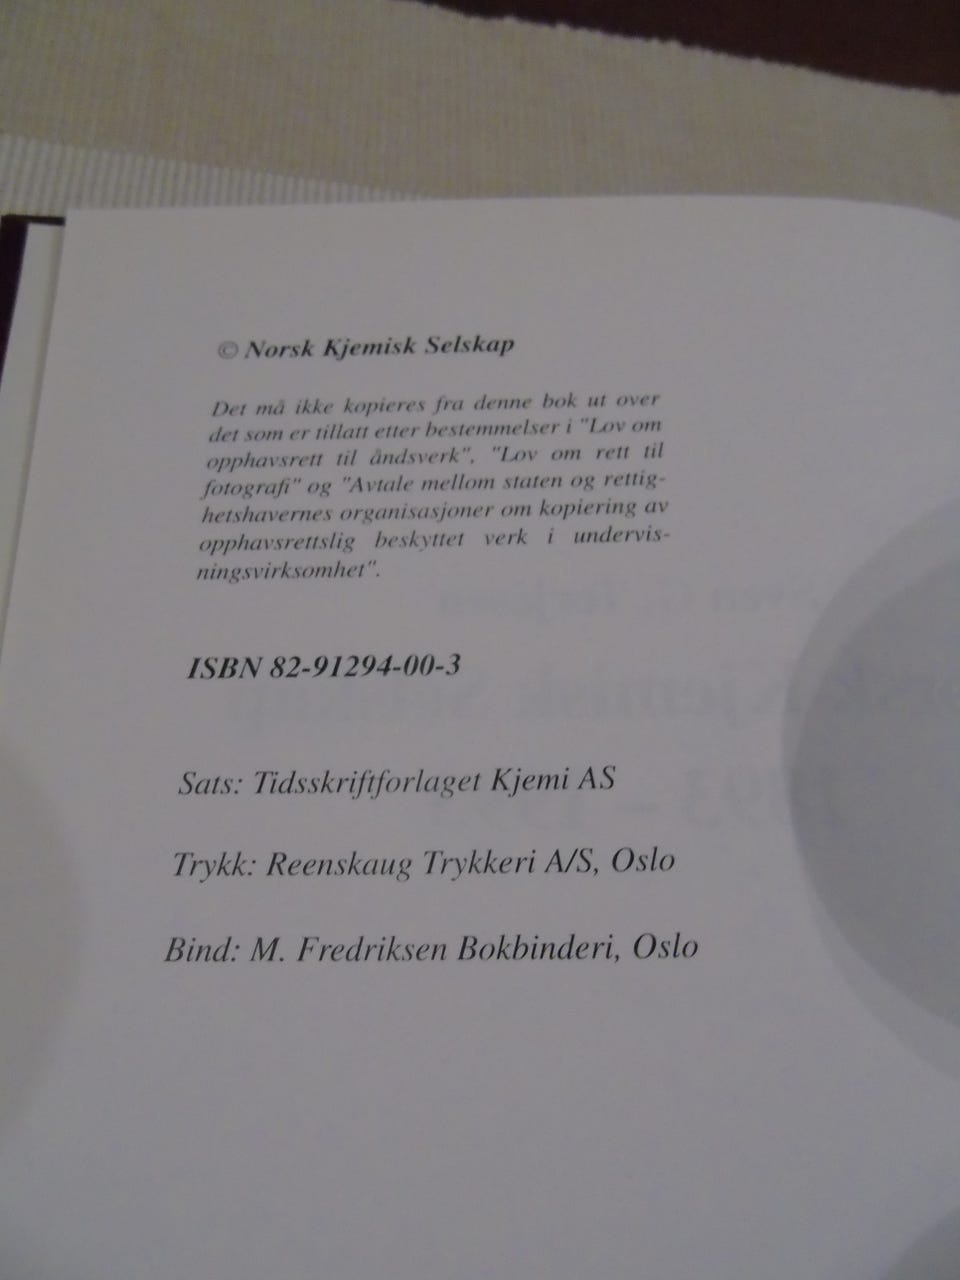 © Norsk Kjemisk Selskap
Det må ikke kopieres fra denne bok ut over
det som er tillatt etter bestemmelser i "Lov om
opphavsrett til åndsverk", "Lov om rett til
fotografi" og "Avtale mellom staten og rettig-
hetshavernes organisasjoner om kopiering av
opphavsrettslig beskyttet verk i undervis-
ningsvirksomhet".
ISBN 82-91294-00-3
Sats: Tidsskriftforlaget Kjemi AS
Trykk: Reenskaug Trykkeri A/S, Oslo
Bind: M. Fredriksen Bokbinderi, Oslo